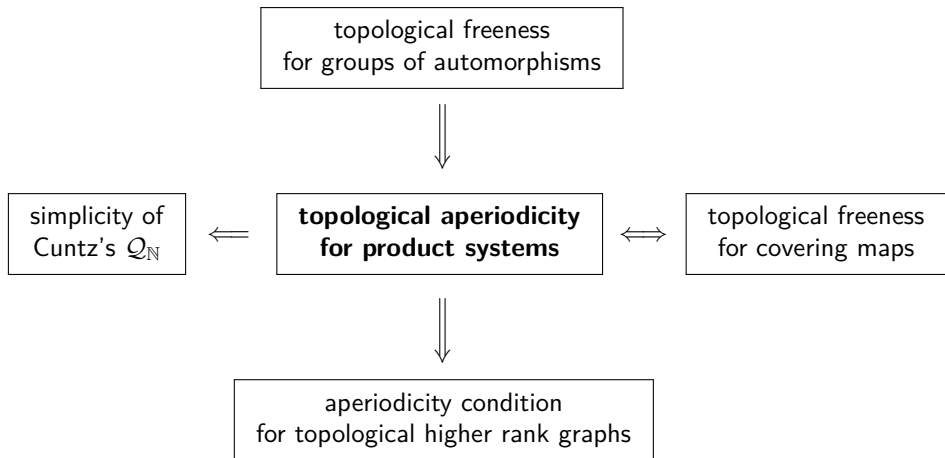 topological freeness
for groups of automorphisms
⇓
simplicity of
Cuntz's 𝒬_ℕ
⇐
topological aperiodicity
for product systems
⇔
topological freeness
for covering maps
⇓
aperiodicity condition
for topological higher rank graphs